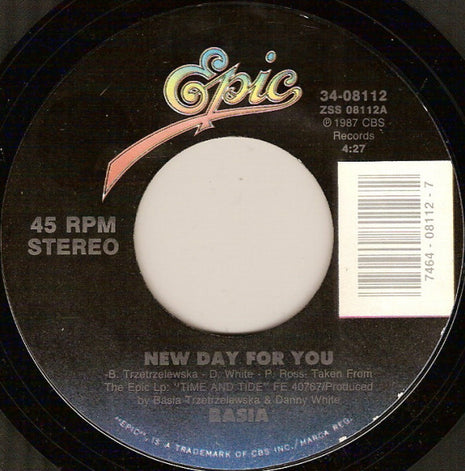 Epic
34-08112
ZSS 08112A
℗ 1987 CBS
Records
4:27
45 RPM
STEREO
7464 - 08112 - 7
NEW DAY FOR YOU
-B. Trzetrzelewska - D. White - P. Ross- Taken From
The Epic Lp: "TIME AND TIDE" FE 40767/Produced
by Basia Trzetrzelewska & Danny White
BASIA
"EPIC", IS A TRADEMARK OF CBS INC./MARCA REG.